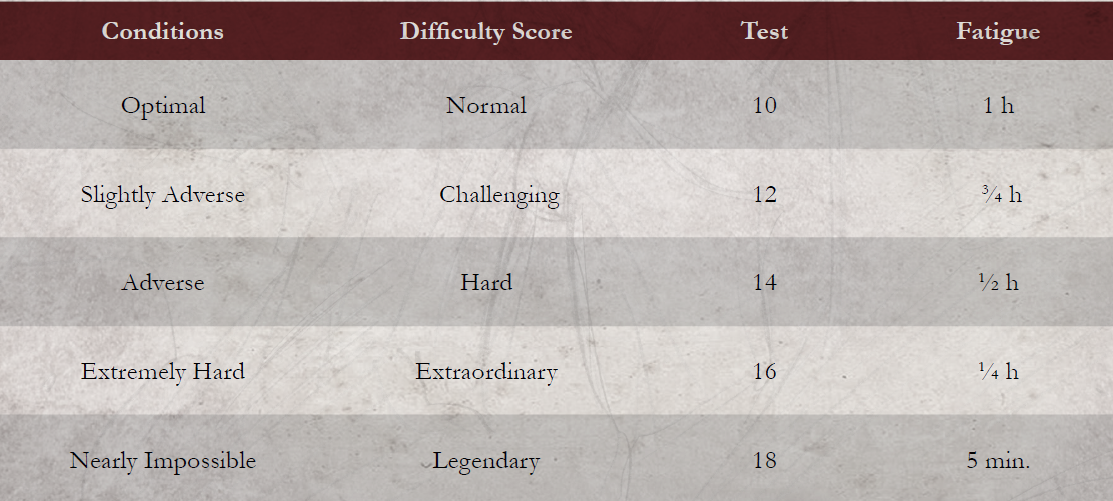 Conditions Difficulty Score Test Fatigue
Optimal Normal 10 1 h
Slightly Adverse Challenging 12 ¾ h
Adverse Hard 14 ½ h
Extremely Hard Extraordinary 16 ¼ h
Nearly Impossible Legendary 18 5 min.